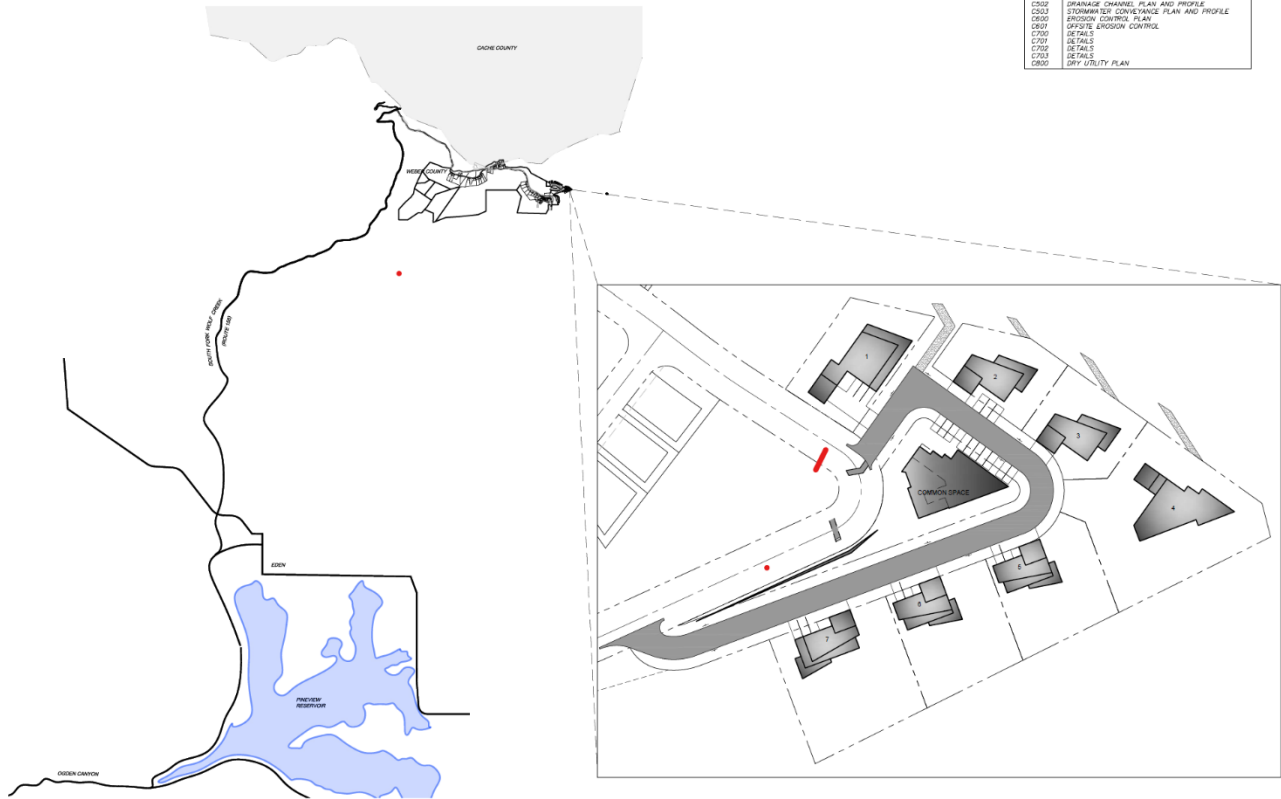 C502 DRAINAGE CHANNEL PLAN AND PROFILE
C503 STORMWATER CONVEYANCE PLAN AND PROFILE
C600 EROSION CONTROL PLAN
C601 OFFSITE EROSION CONTROL
C700 DETAILS
C701 DETAILS
C702 DETAILS
C703 DETAILS
C800 DRY UTILITY PLAN
CACHE COUNTY
WEBER COUNTY
SOUTH FORK WOLF CREEK
(ROUTE 158)
EDEN
PINEVIEW
RESERVOIR
OGDEN CANYON
1
2
3
COMMON SPACE
4
5
6
7